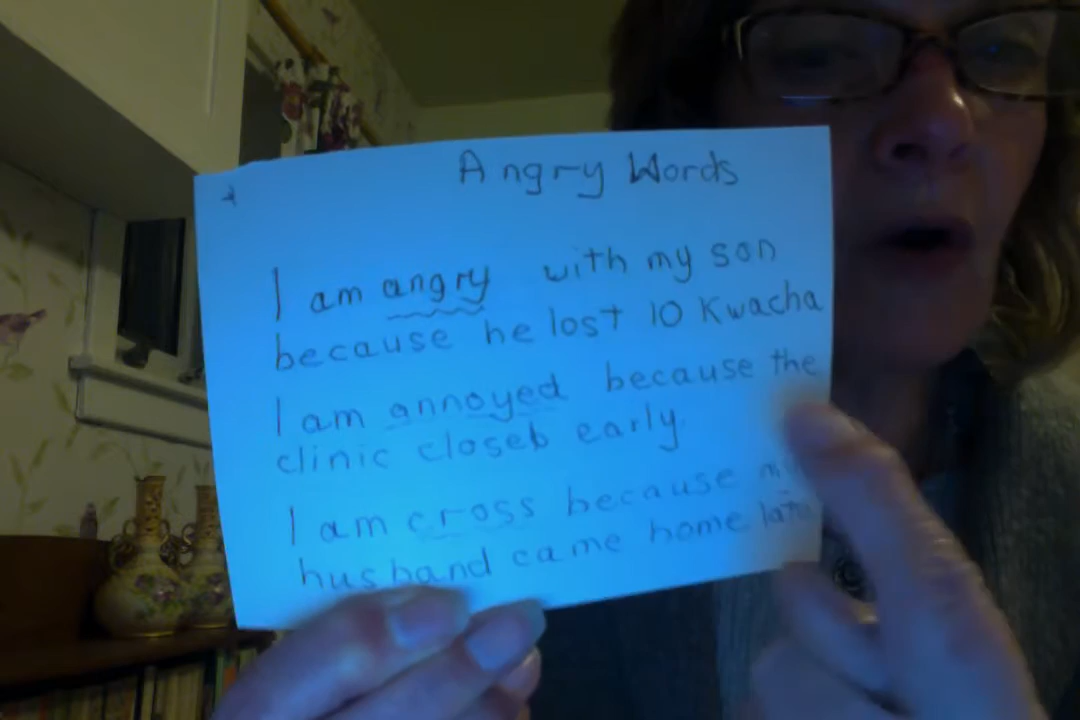 Angry Words
I am angry with my son
because he lost 10 Kwacha
I am annoyed because the
clinic closeb early
I am cross because
husband came home late